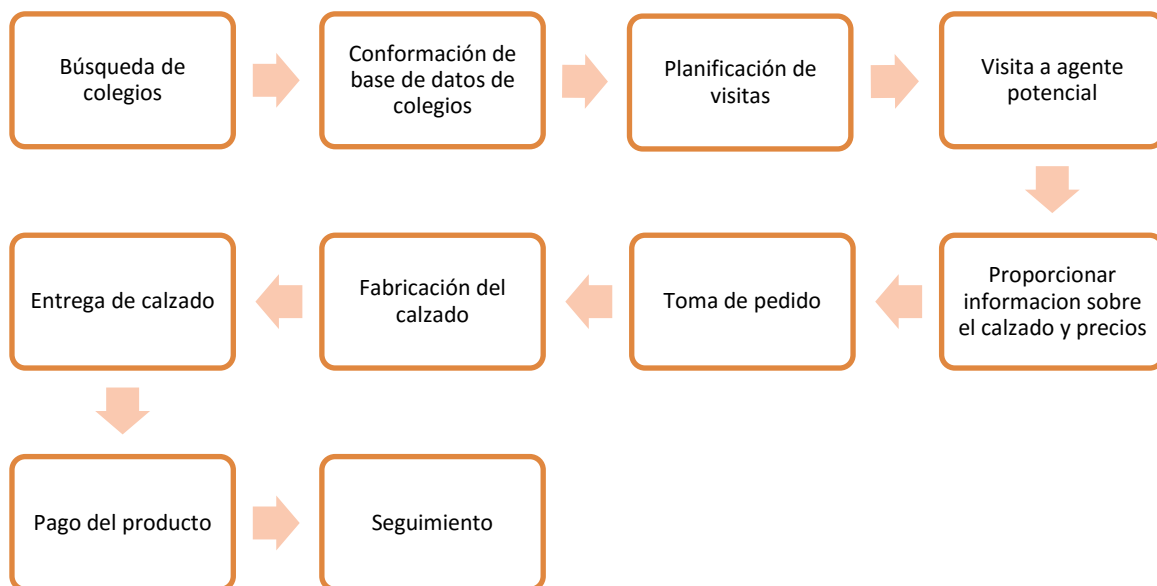 Búsqueda de
colegios
Conformación de
base de datos de
colegios
Planificación de
visitas
Visita a agente
potencial
Proporcionar
informacion sobre
el calzado y precios
Toma de pedido
Fabricación del
calzado
Entrega de calzado
Pago del producto
Seguimiento